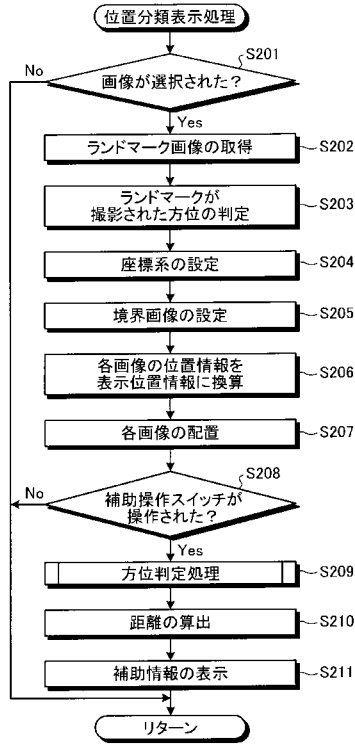 位置分類表示処理
S201
No
画像が選択された？
Yes
ランドマーク画像の取得
S202
ランドマークが
撮影された方位の判定
S203
座標系の設定
S204
境界画像の設定
S205
各画像の位置情報を
表示位置情報に換算
S206
各画像の配置
S207
S208
No
補助操作スイッチが
操作された？
Yes
方位判定処理
S209
距離の算出
S210
補助情報の表示
S211
リターン